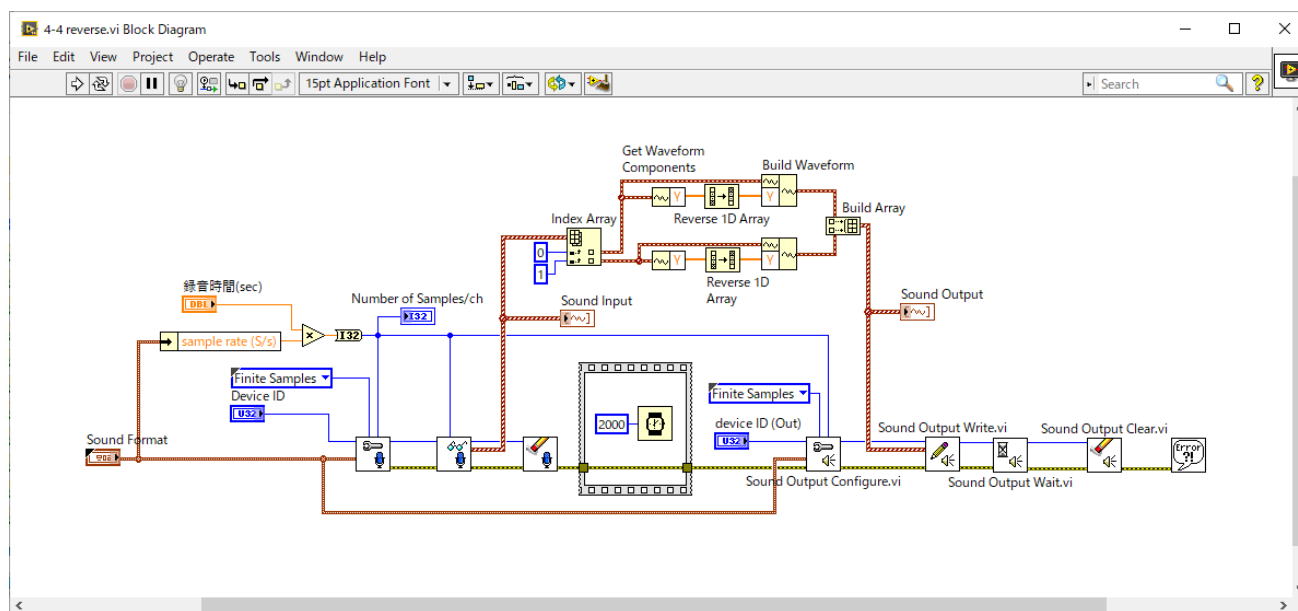 4-4 reverse.vi Block Diagram
File Edit View Project Operate Tools Window Help
15pt Application Font
Search
Get Waveform
Components
Build Waveform
Y
Y
Reverse 1D Array
Build Array
Index Array
0
1
Y
Y
Reverse 1D
Array
Sound Input
Sound Output
録音時間(sec)
DBL
Number of Samples/ch
I32
I32
sample rate (S/s)
Finite Samples
Device ID
U32
Sound Format
2000
Finite Samples
device ID (Out)
U32
Sound Output Configure.vi
Sound Output Write.vi
Sound Output Wait.vi
Sound Output Clear.vi
Error
?!